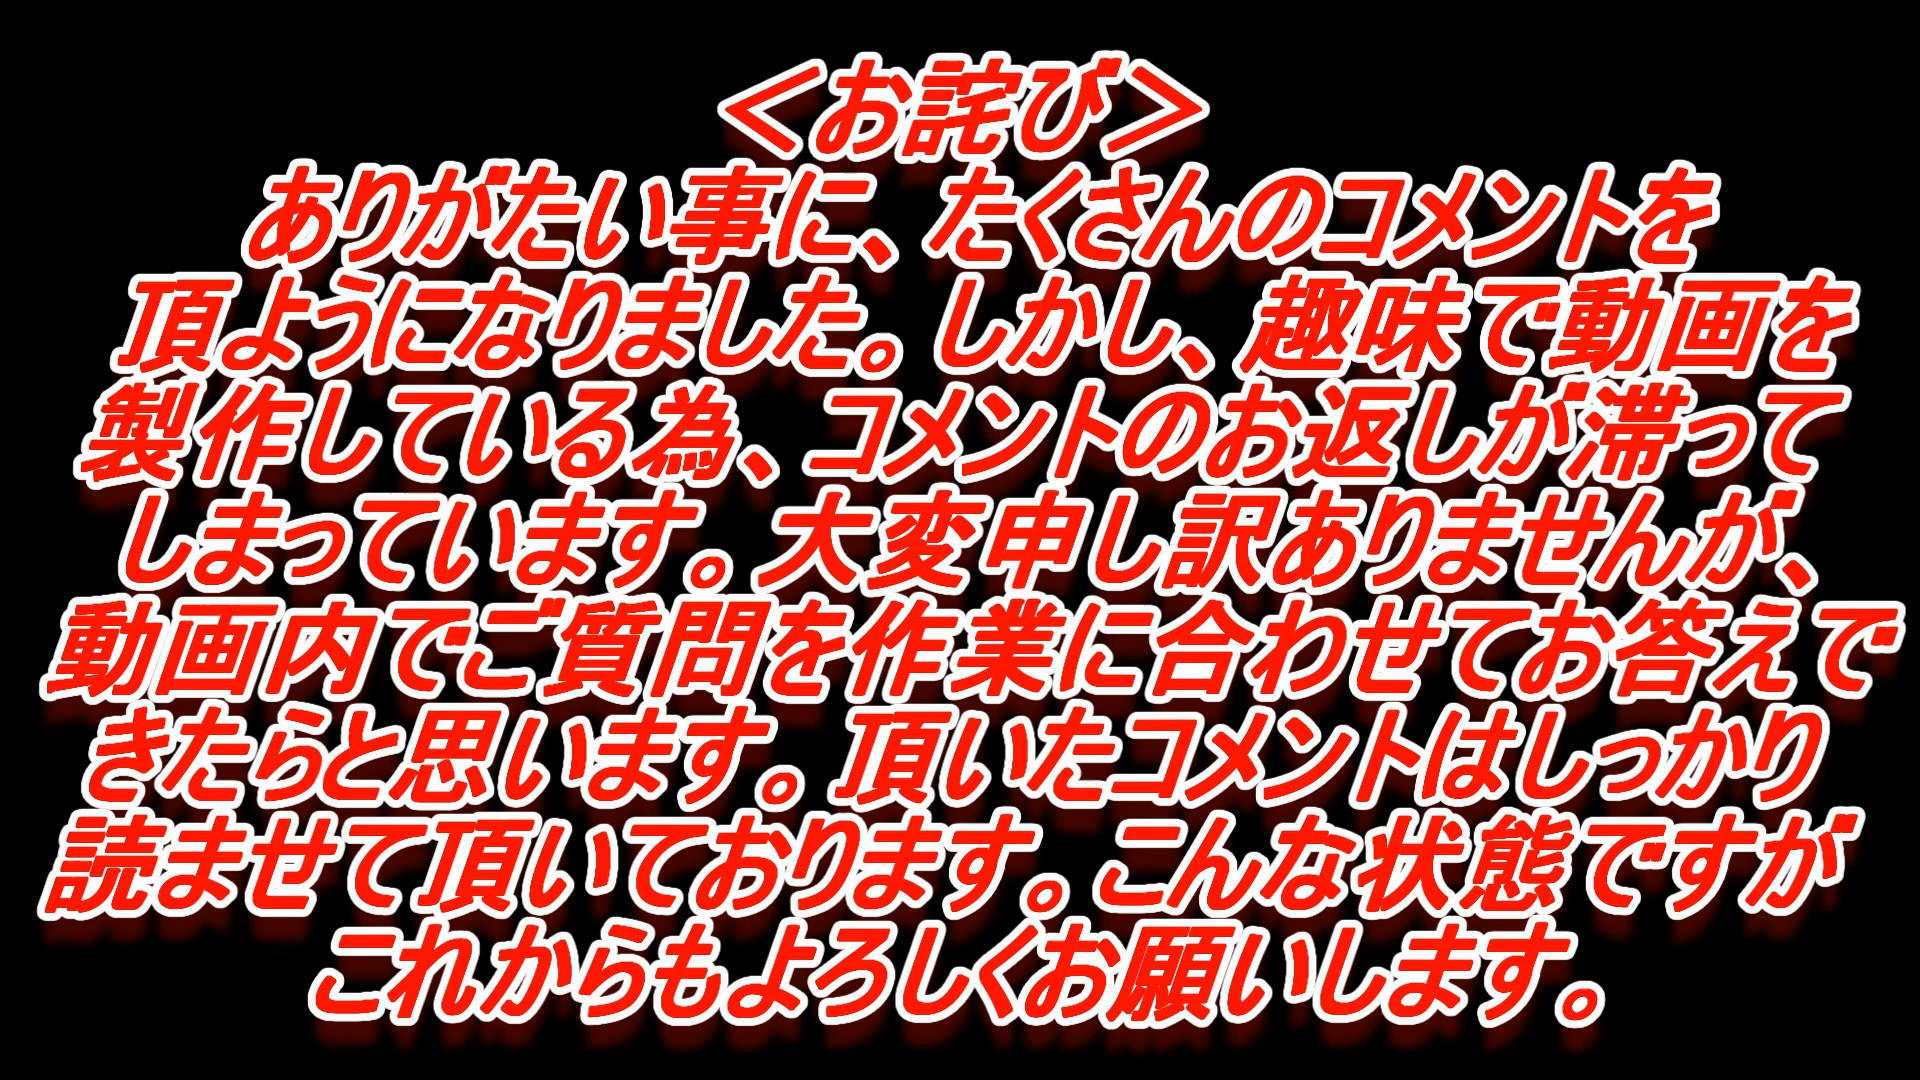 ＜お詫び＞
ありがたい事に、たくさんのコメントを
頂ようになりました。しかし、趣味で動画を
製作している為、コメントのお返しが滞って
しまっています。大変申し訳ありませんが、
動画内でご質問を作業に合わせてお答えで
きたらと思います。頂いたコメントはしっかり
読ませて頂いております。こんな状態ですが
これからもよろしくお願いします。